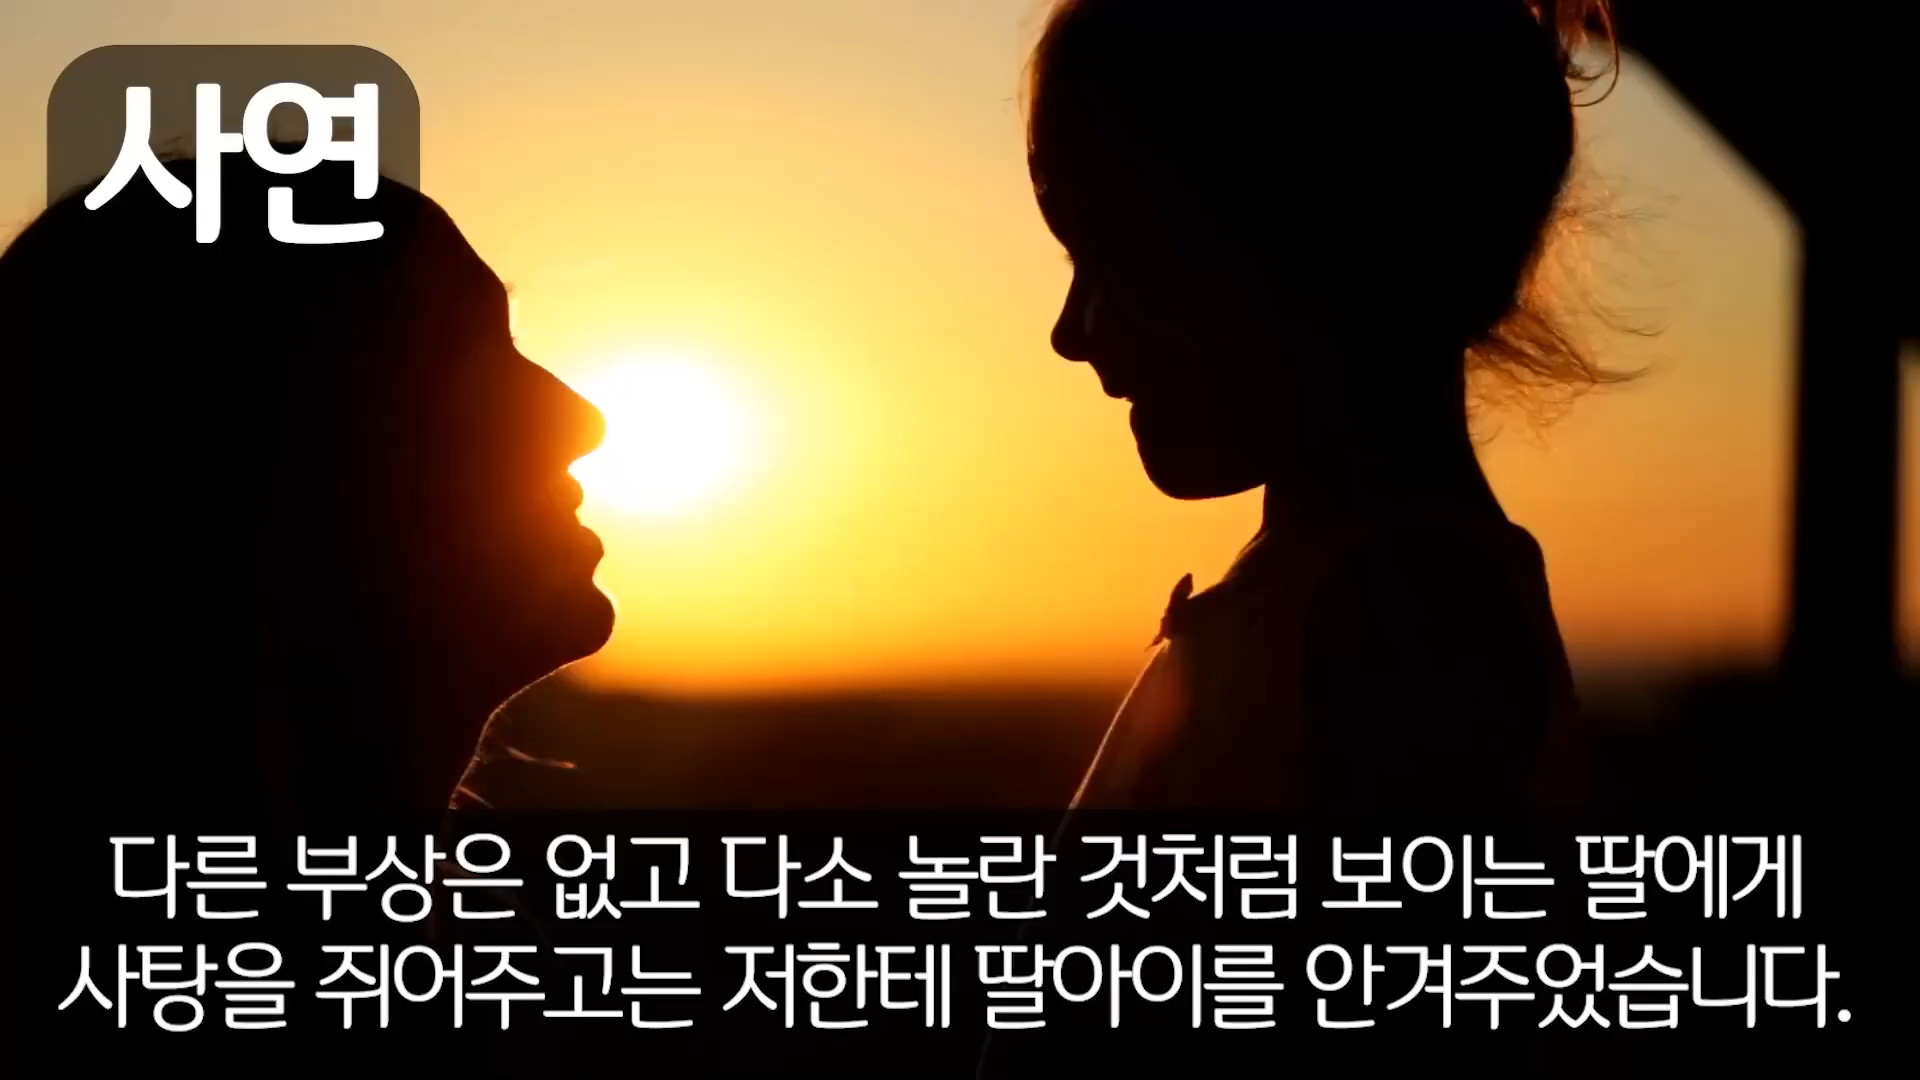 사연
다른 부상은 없고 다소 놀란 것처럼 보이는 딸에게
사탕을 쥐어주고는 저한테 딸아이를 안겨주었습니다.